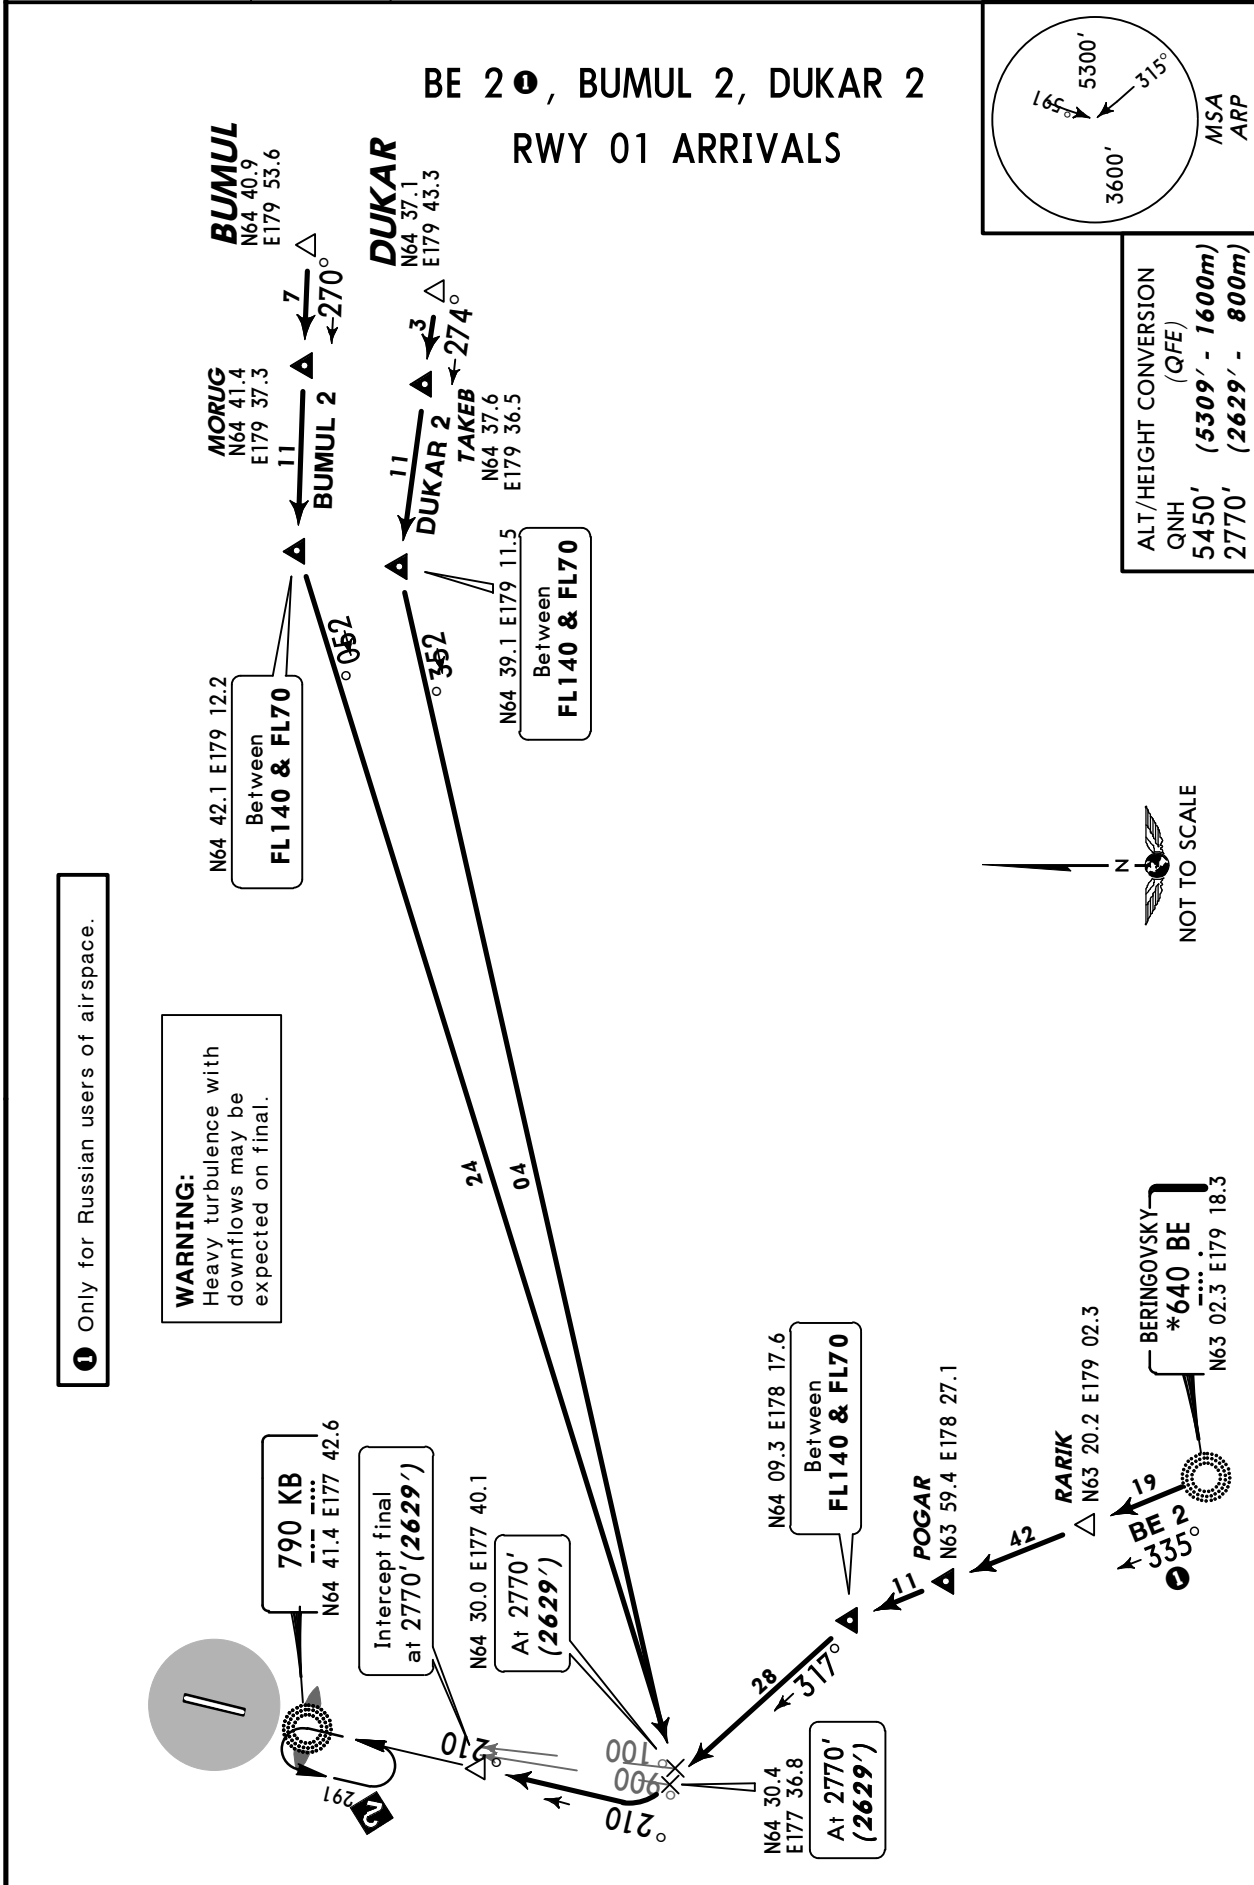 BE 2 ❶, BUMUL 2, DUKAR 2
RWY 01 ARRIVALS
5300'
3600'
315°
165°
MSA
ARP
ALT/HEIGHT CONVERSION
QNH (QFE)
5450' (5309' - 1600m)
2770' (2629' - 800m)
BUMUL
N64 40.9
E179 53.6
7
270°
MORUG
N64 41.4
E179 37.3
11
BUMUL 2
DUKAR
N64 37.1
E179 43.3
3
274°
TAKEB
N64 37.6
E179 36.5
11
DUKAR 2
N64 42.1 E179 12.2
Between
FL140 & FL70
N64 39.1 E179 11.5
Between
FL140 & FL70
24
04
❶ Only for Russian users of airspace.
WARNING:
Heavy turbulence with
downflows may be
expected on final.
N
NOT TO SCALE
790 KB
N64 41.4 E177 42.6
Intercept final
at 2770' (2629')
N64 30.0 E177 40.1
At 2770'
(2629')
N64 30.4
E177 36.8
At 2770'
(2629')
N64 09.3 E178 17.6
Between
FL140 & FL70
28
317°
11
POGAR
N63 59.4 E178 27.1
42
RARIK
N63 20.2 E179 02.3
19
BE 2
335°
❶
BERINGOVSKY
*640 BE
N63 02.3 E179 18.3